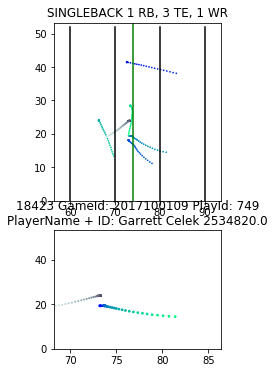 SINGLEBACK 1 RB, 3 TE, 1 WR
50
40
30
20
10
0
60 70 80 90
18423 GameId: 2017100109 PlayId: 749
PlayerName + ID: Garrett Celek 2534820.0
40
20
0
70 75 80 85